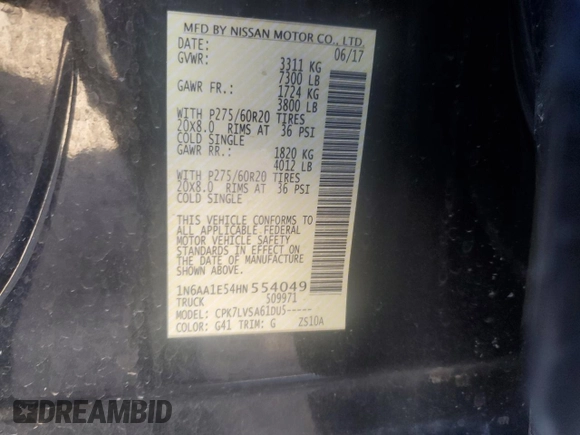 MFD BY NISSAN MOTOR CO., LTD.
DATE: 06/17
GVWR: 3311 KG
7300 LB
GAWR FR.: 1724 KG
3800 LB
WITH P275/60R20 TIRES
20X8.0 RIMS AT 36 PSI
COLD SINGLE
GAWR RR.: 1820 KG
4012 LB
WITH P275/60R20 TIRES
20X8.0 RIMS AT 36 PSI
COLD SINGLE
THIS VEHICLE CONFORMS TO
ALL APPLICABLE FEDERAL
MOTOR VEHICLE SAFETY
STANDARDS IN EFFECT ON
THE DATE OF MANUFACTURE
SHOWN ABOVE.
1N6AA1E54HN554049
TRUCK 509971
MODEL: CPK7LVSA61DU5-----
COLOR: G41 TRIM: G ZS10A
DREAMBID